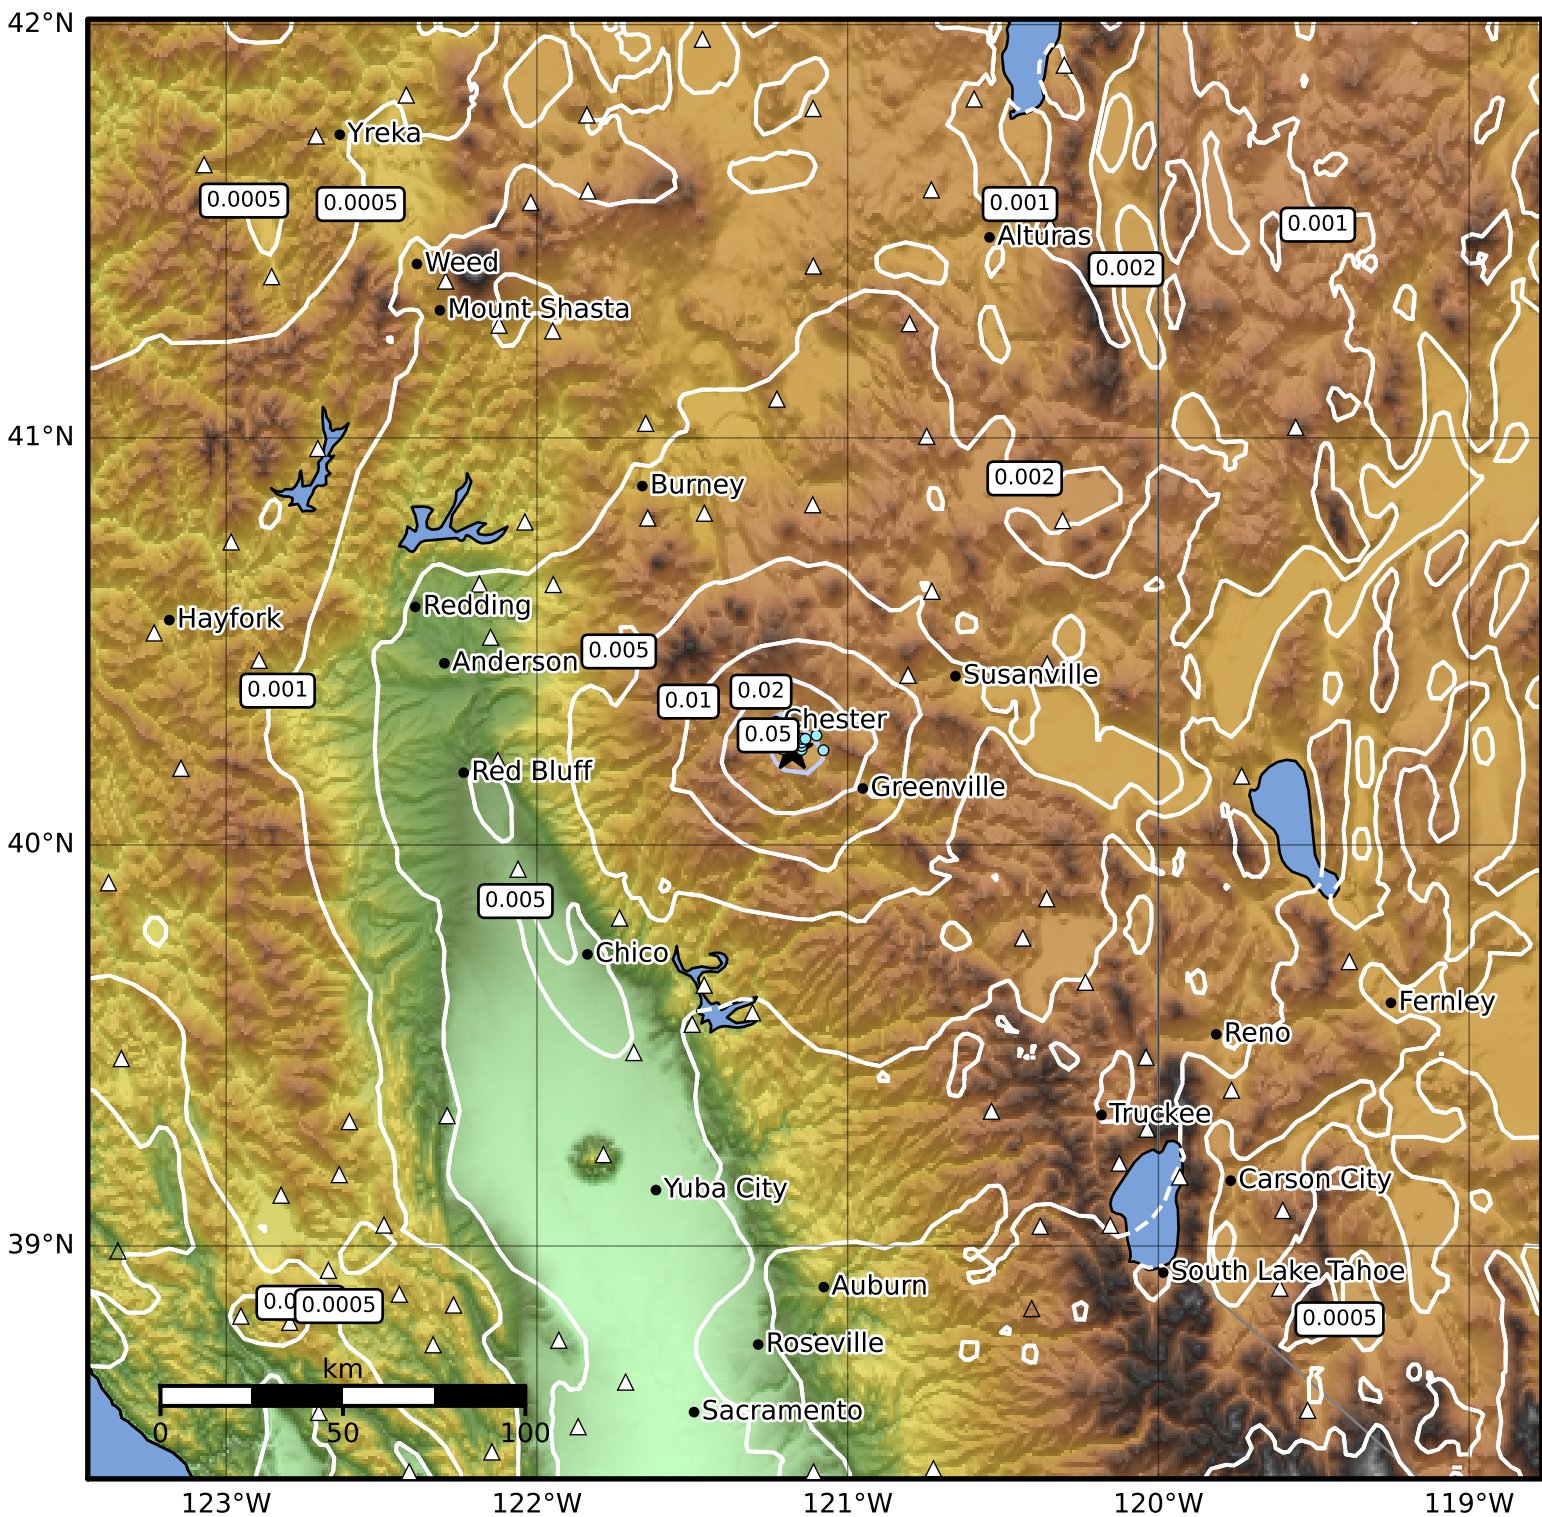 42°N
Yreka
0.0005
0.0005
0.001
0.001
Alturas
Weed
0.002
Mount Shasta
41°N
0.002
Burney
Redding
Hayfork
0.005
Anderson
Susanville
0.001
0.01
0.02
Chester
0.05
Red Bluff
Greenville
40°N
0.005
Chico
Fernley
Reno
Truckee
Carson City
Yuba City
39°N
South Lake Tahoe
Auburn
0.0005
0.0005
Roseville
km
Sacramento
0 50 100
123°W 122°W 121°W 120°W 119°W